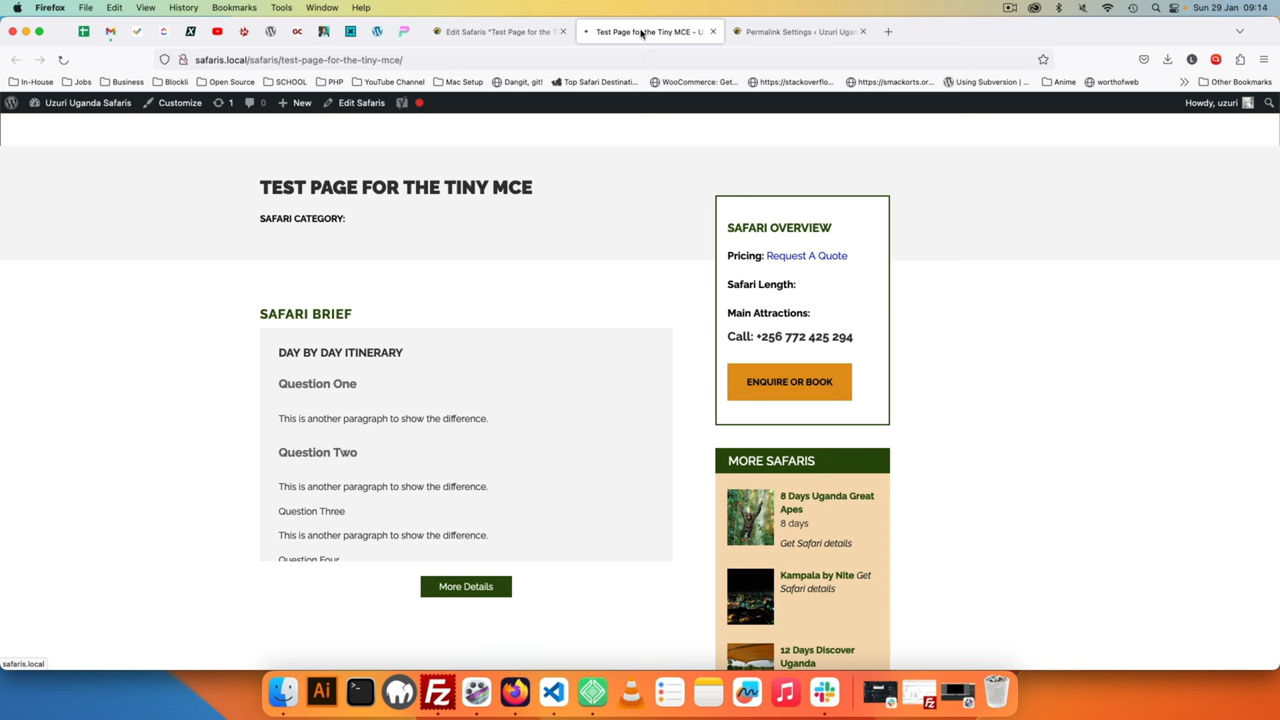 Firefox File Edit View History Bookmarks Tools Window Help Sun 29 Jan 09:14
Edit Safaris "Test Page for the T
Test Page for the Tiny MCE – U
Permalink Settings ‹ Uzuri Ugan
safaris.local/safaris/test-page-for-the-tiny-mce/
In-House Jobs Business Blockli Open Source SCHOOL PHP YouTube Channel Mac Setup Dangit, git! Top Safari Destinati... WooCommerce: Get... https://stackoverflo... https://smackorts.or... Using Subversion |... Anime worthofweb Other Bookmarks
Uzuri Uganda Safaris Customize 1 0 New Edit Safaris Howdy, uzuri
TEST PAGE FOR THE TINY MCE
SAFARI CATEGORY:
SAFARI BRIEF
DAY BY DAY ITINERARY
Question One
This is another paragraph to show the difference.
Question Two
This is another paragraph to show the difference.
Question Three
This is another paragraph to show the difference.
Question Four
More Details
SAFARI OVERVIEW
Pricing: Request A Quote
Safari Length:
Main Attractions:
Call: +256 772 425 294
ENQUIRE OR BOOK
MORE SAFARIS
8 Days Uganda Great
Apes
8 days
Get Safari details
Kampala by Nite Get
Safari details
12 Days Discover
Uganda
safaris.local
Ai